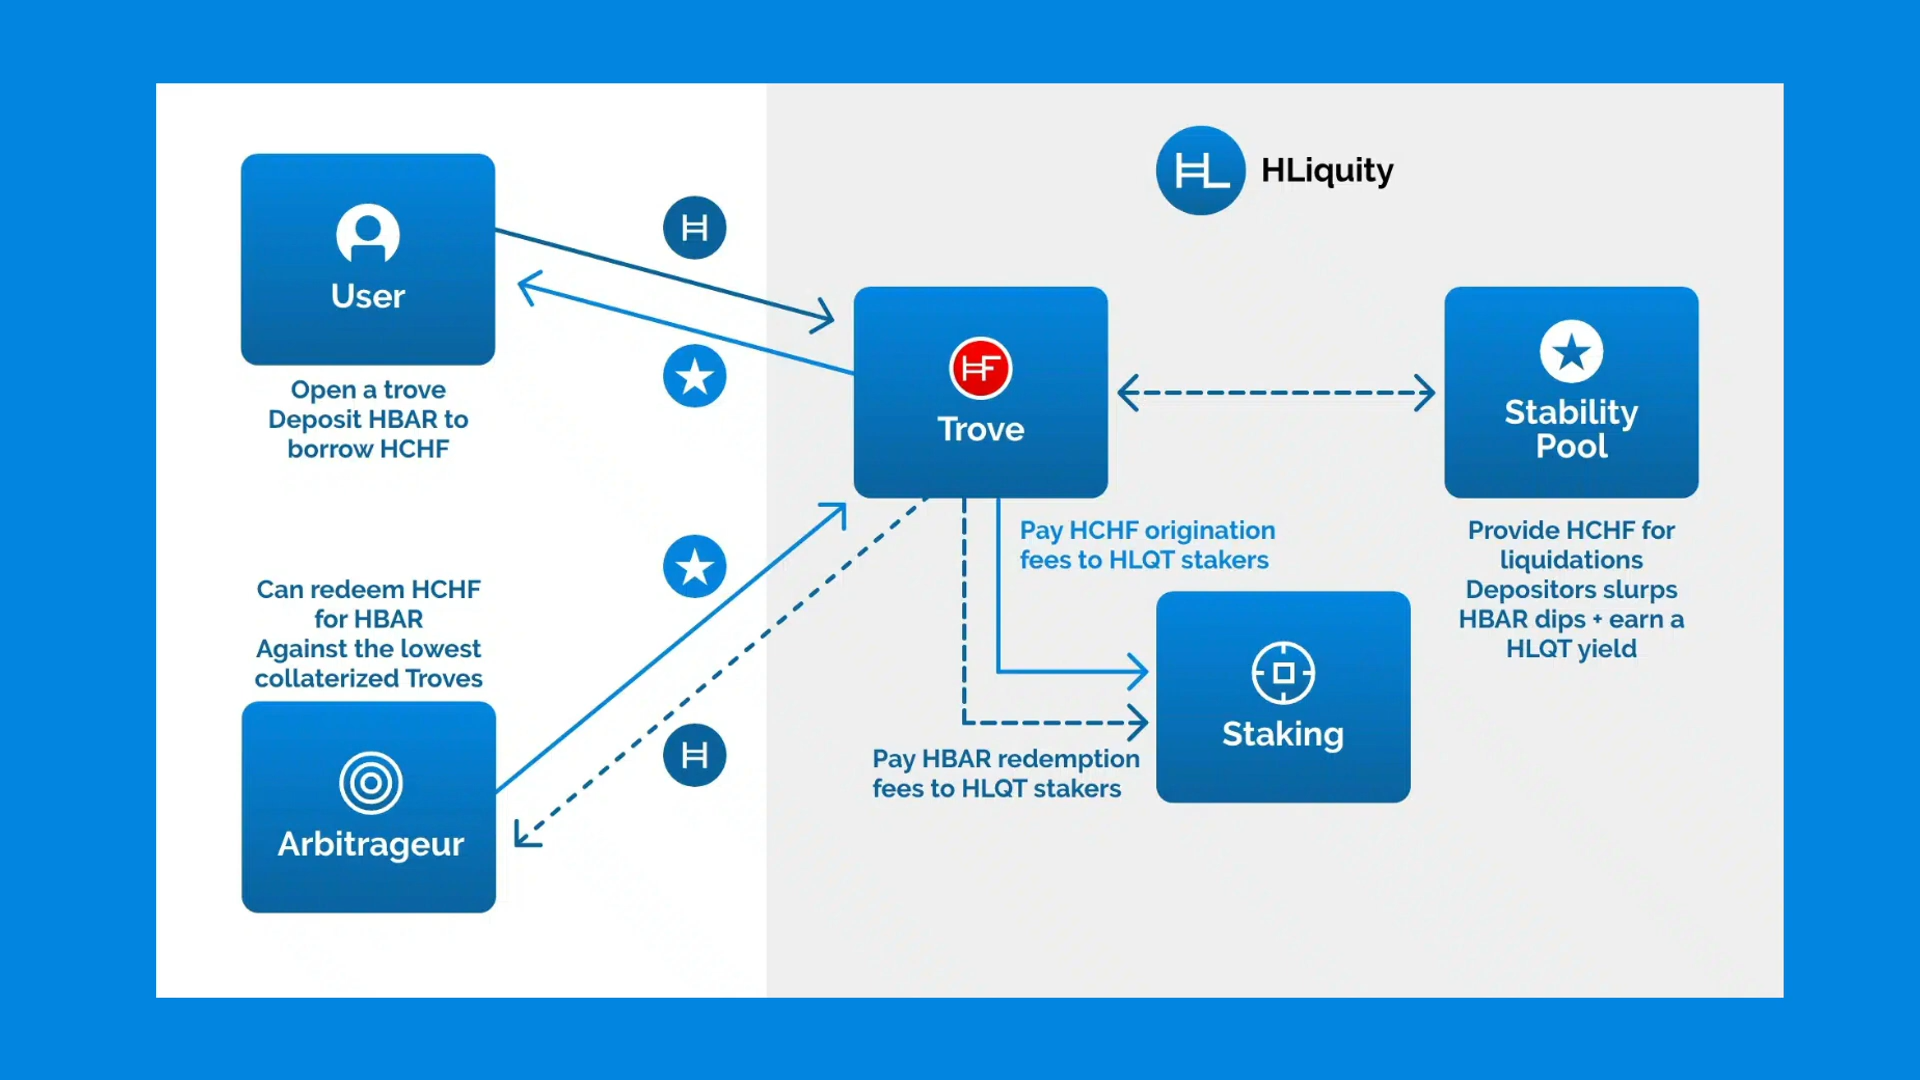 HL HLiquity
User
Open a trove
Deposit HBAR to
borrow HCHF
H
HF
Trove
Stability
Pool
Pay HCHF origination
fees to HLQT stakers
Provide HCHF for
liquidations
Depositors slurps
HBAR dips + earn a
HLQT yield
Can redeem HCHF
for HBAR
Against the lowest
collaterized Troves
Staking
Pay HBAR redemption
fees to HLQT stakers
H
Arbitrageur